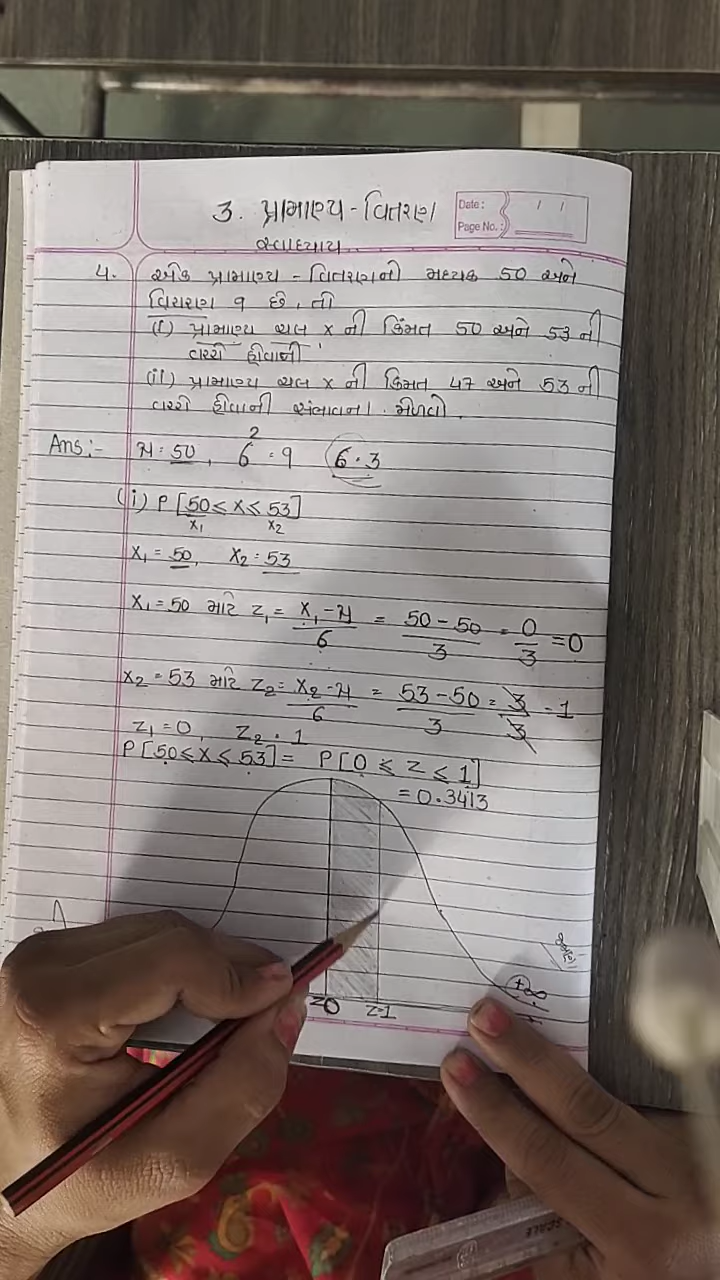 3. પ્રામાણ્ય - વિતરણ
Date: / /
Page No.:
સ્વાધ્યાય..
4. એક પ્રામાણ્ય - વિતરણનો મધ્યક 50 અને
વિચરણ 9 છે, તો
(i) પ્રામાણ્ય ચલ x ની કિંમત 50 અને 53 ની
વચ્ચે હોવાની
(ii) પ્રામાણ્ય ચલ x ની કિંમત 47 અને 53 ની
વચ્ચે હોવાની સંભાવના મેળવો.
Ans:- μ = 50, σ² = 9 σ = 3
(i) P [50 ≤ x ≤ 53]
x₁ x₂
x₁ = 50, x₂ = 53
x₁ = 50 માટે z₁ = x₁ - μ / σ = 50 - 50 / 3 = 0 / 3 = 0
x₂ = 53 માટે z₂ = x₂ - μ / σ = 53 - 50 / 3 = 3 / 3 = 1
z₁ = 0, z₂ = 1
P [50 ≤ x ≤ 53] = P [0 ≤ z ≤ 1]
= 0.3413
+∞
z0 z=1
SCALE